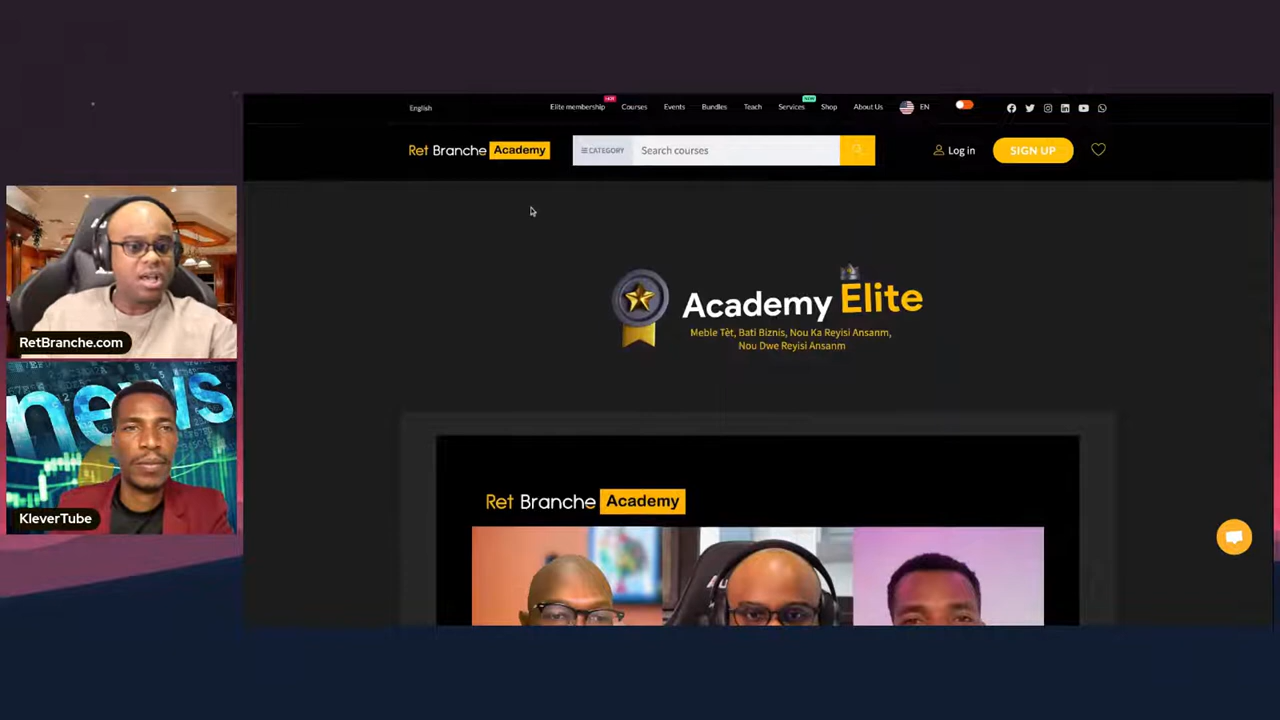 English
Elite membership
HOT
Courses
Events
Bundles
Teach
Services
NEW
Shop
About Us
EN
Ret Branche Academy
CATEGORY
Search courses
Log in
SIGN UP
Academy Elite
Meble Tèt, Bati Biznis, Nou Ka Reyisi Ansanm,
Nou Dwe Reyisi Ansanm
RetBranche.com
news
KleverTube
Ret Branche Academy